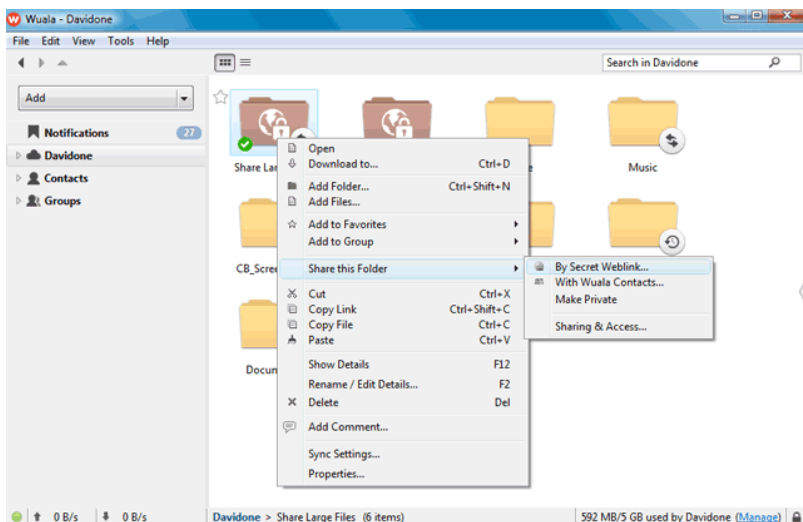 Wuala - Davidone
File Edit View Tools Help
Search in Davidone
Add
Notifications 27
Davidone
Contacts
Groups
Share Lar
Music
CB_Scree
Docun
Open
Download to... Ctrl+D
Add Folder... Ctrl+Shift+N
Add Files...
Add to Favorites
Add to Group
Share this Folder
Cut Ctrl+X
Copy Link Ctrl+Shift+C
Copy File Ctrl+C
Paste Ctrl+V
Show Details F12
Rename / Edit Details... F2
Delete Del
Add Comment...
Sync Settings...
Properties...
By Secret Weblink...
With Wuala Contacts...
Make Private
Sharing & Access...
0 B/s 0 B/s
Davidone > Share Large Files (6 items)
592 MB/5 GB used by Davidone (Manage)